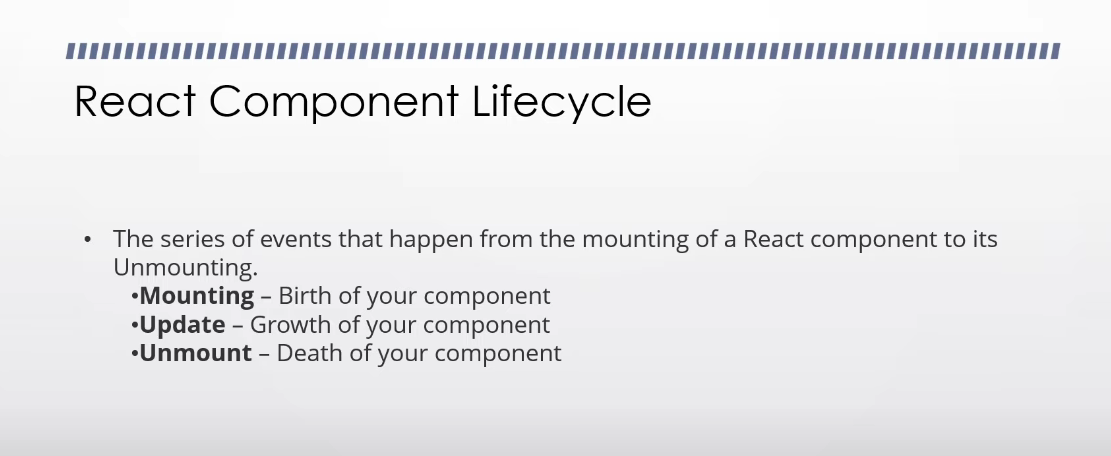 React Component Lifecycle
• The series of events that happen from the mounting of a React component to its
Unmounting.
•Mounting – Birth of your component
•Update – Growth of your component
•Unmount – Death of your component